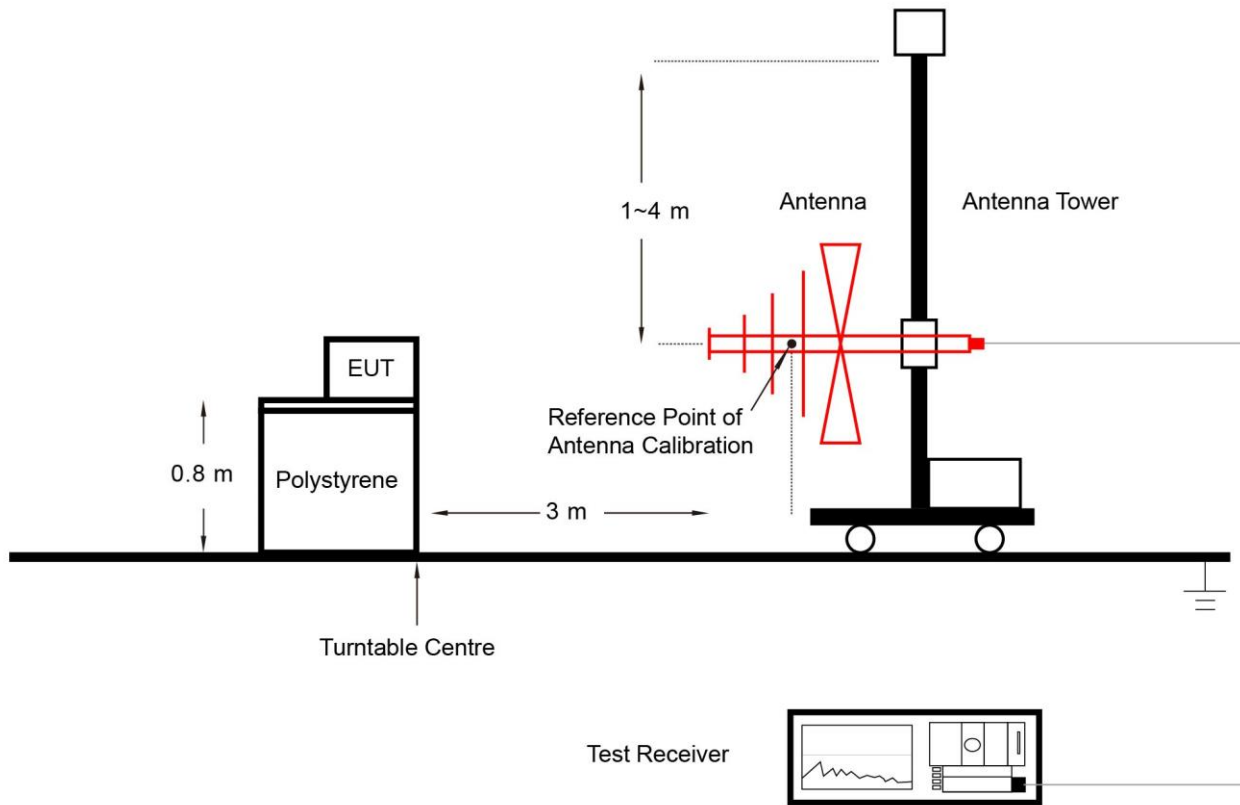 1~4 m
Antenna
Antenna Tower
EUT
Reference Point of
Antenna Calibration
0.8 m
Polystyrene
3 m
Turntable Centre
Test Receiver